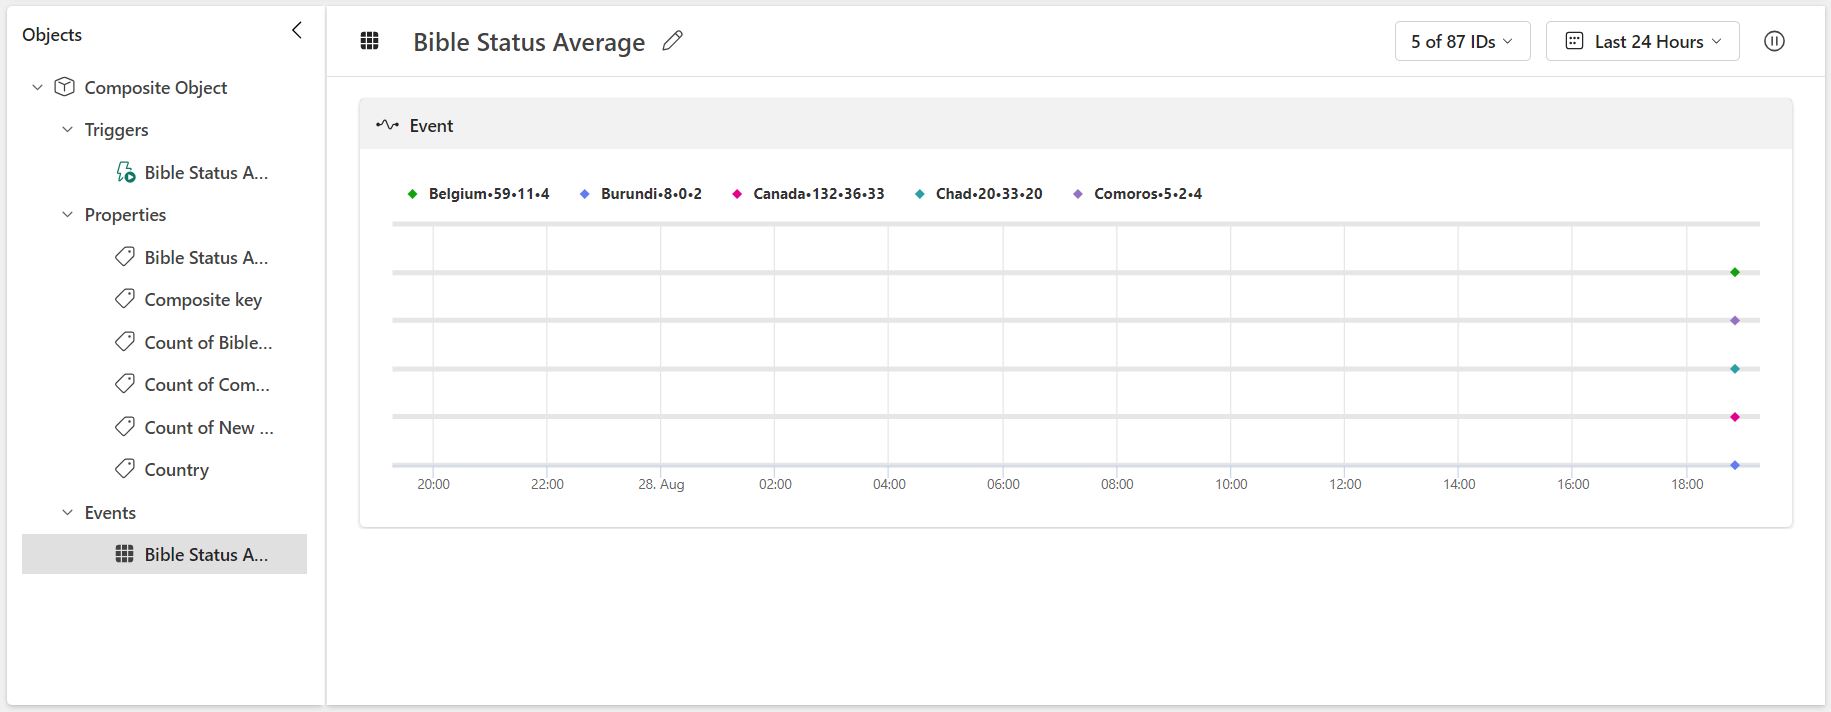 Objects
Composite Object
Triggers
Bible Status A...
Properties
Bible Status A...
Composite key
Count of Bible...
Count of Com...
Count of New ...
Country
Events
Bible Status A...
Bible Status Average
5 of 87 IDs
Last 24 Hours
Event
Belgium•59•11•4 Burundi•8•0•2 Canada•132•36•33 Chad•20•33•20 Comoros•5•2•4
20:00 22:00 28. Aug 02:00 04:00 06:00 08:00 10:00 12:00 14:00 16:00 18:00